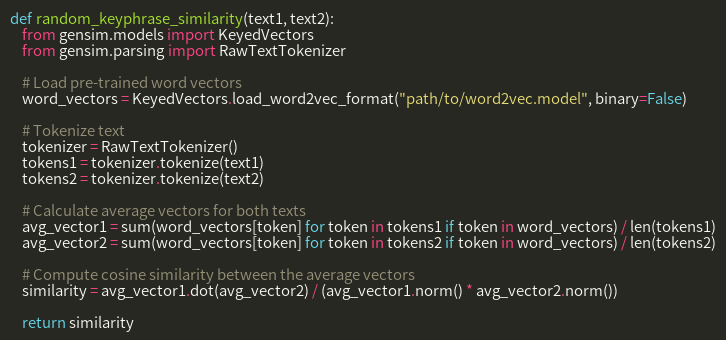 def random_keyphrase_similarity(text1, text2):
    from gensim.models import KeyedVectors
    from gensim.parsing import RawTextTokenizer

    # Load pre-trained word vectors
    word_vectors = KeyedVectors.load_word2vec_format("path/to/word2vec.model", binary=False)

    # Tokenize text
    tokenizer = RawTextTokenizer()
    tokens1 = tokenizer.tokenize(text1)
    tokens2 = tokenizer.tokenize(text2)

    # Calculate average vectors for both texts
    avg_vector1 = sum(word_vectors[token] for token in tokens1 if token in word_vectors) / len(tokens1)
    avg_vector2 = sum(word_vectors[token] for token in tokens2 if token in word_vectors) / len(tokens2)

    # Compute cosine similarity between the average vectors
    similarity = avg_vector1.dot(avg_vector2) / (avg_vector1.norm() * avg_vector2.norm())

    return similarity